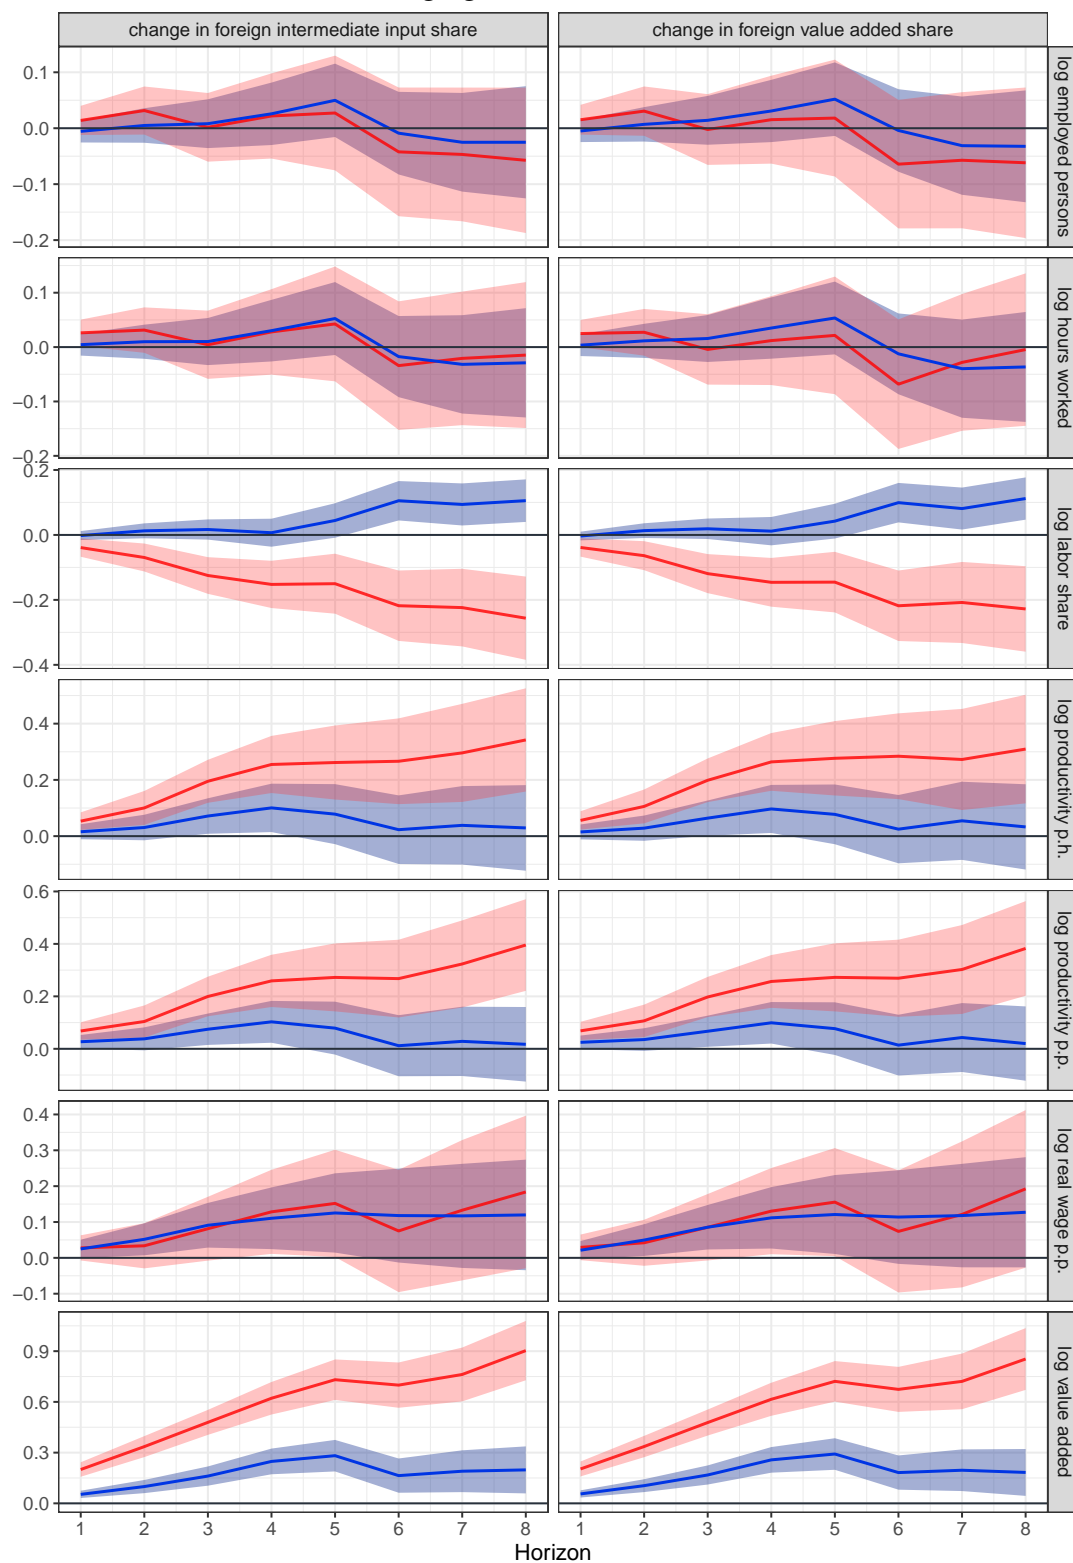 change in foreign intermediate input share
change in foreign value added share
0.1
0.0
−0.1
−0.2
log employed persons
0.1
0.0
−0.1
−0.2
log hours worked
0.2
0.0
−0.2
−0.4
log labor share
0.4
0.2
0.0
log productivity p.h.
0.6
0.4
0.2
0.0
log productivity p.p.
0.4
0.3
0.2
0.1
0.0
−0.1
log real wage p.p.
0.9
0.6
0.3
0.0
log value added
1 2 3 4 5 6 7 8
1 2 3 4 5 6 7 8
Horizon